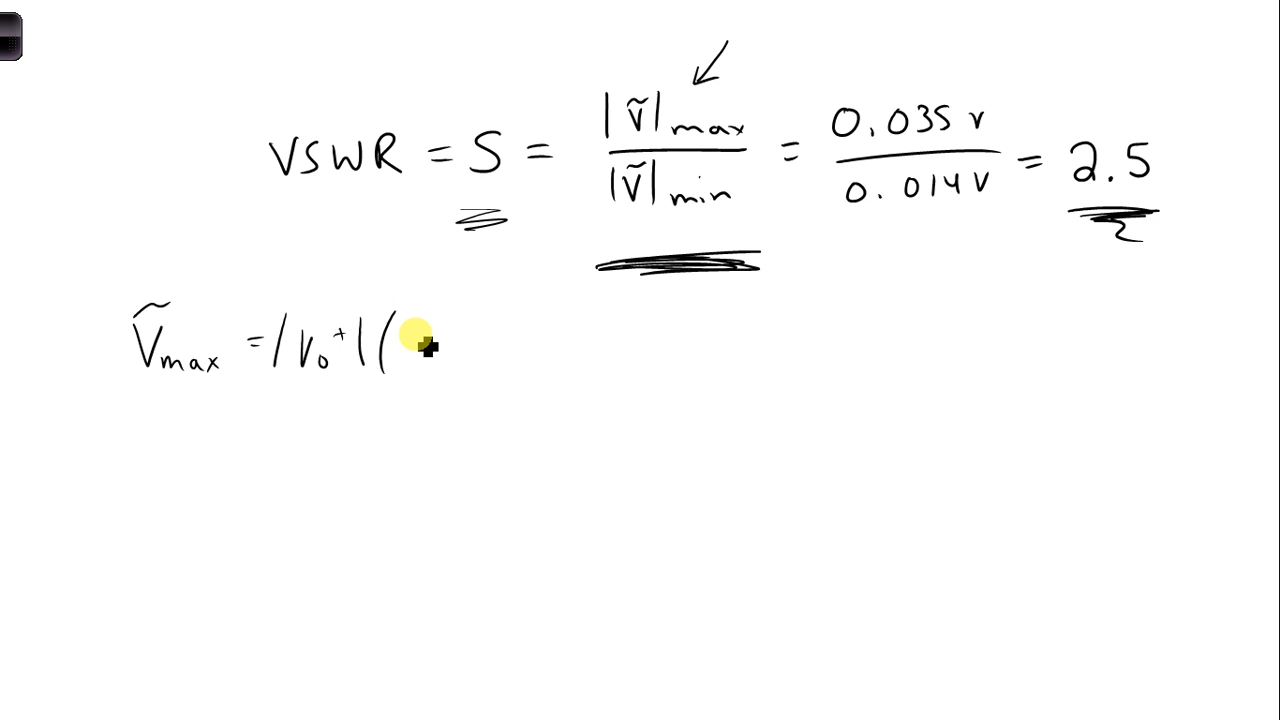 VSWR = S = |ṽ|max / |ṽ|min = 0.035 v / 0.014 V = 2.5
Ṽmax = |V₀⁺| (